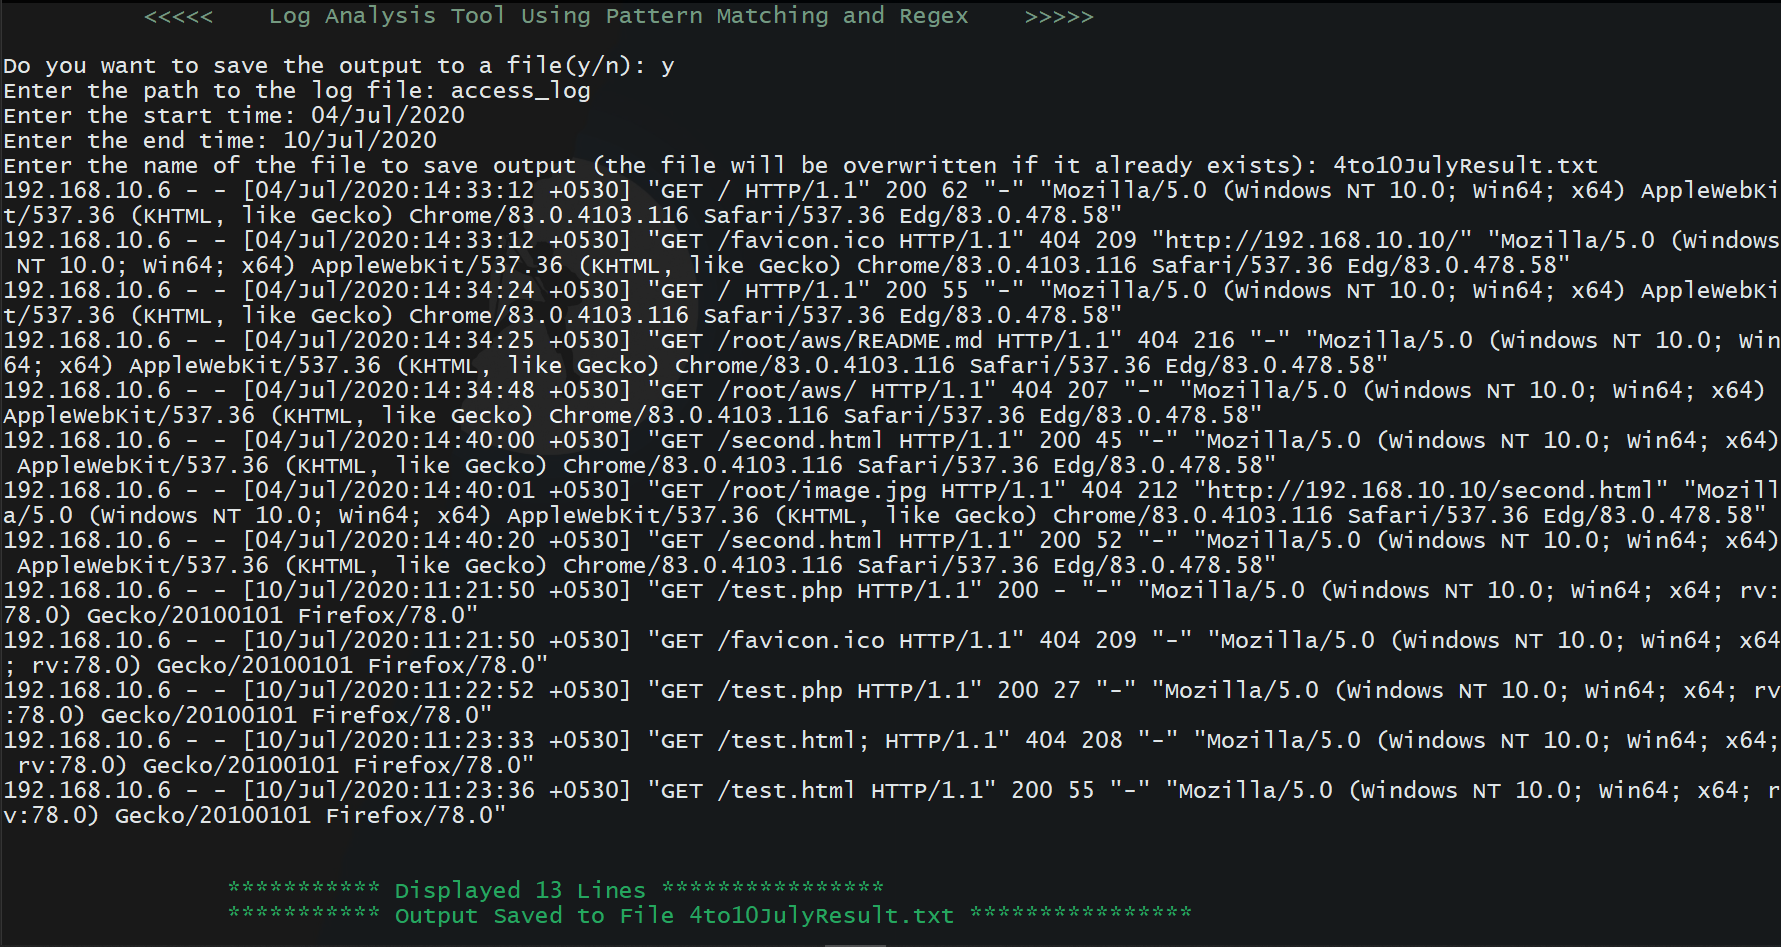 <<<<<    Log Analysis Tool Using Pattern Matching and Regex    >>>>>
Do you want to save the output to a file(y/n): y
Enter the path to the log file: access_log
Enter the start time: 04/Jul/2020
Enter the end time: 10/Jul/2020
Enter the name of the file to save output (the file will be overwritten if it already exists): 4to10JulyResult.txt
192.168.10.6 - - [04/Jul/2020:14:33:12 +0530] "GET / HTTP/1.1" 200 62 "-" "Mozilla/5.0 (Windows NT 10.0; Win64; x64) AppleWebKi
t/537.36 (KHTML, like Gecko) Chrome/83.0.4103.116 Safari/537.36 Edg/83.0.478.58"
192.168.10.6 - - [04/Jul/2020:14:33:12 +0530] "GET /favicon.ico HTTP/1.1" 404 209 "http://192.168.10.10/" "Mozilla/5.0 (Windows
 NT 10.0; Win64; x64) AppleWebKit/537.36 (KHTML, like Gecko) Chrome/83.0.4103.116 Safari/537.36 Edg/83.0.478.58"
192.168.10.6 - - [04/Jul/2020:14:34:24 +0530] "GET / HTTP/1.1" 200 55 "-" "Mozilla/5.0 (Windows NT 10.0; Win64; x64) AppleWebKi
t/537.36 (KHTML, like Gecko) Chrome/83.0.4103.116 Safari/537.36 Edg/83.0.478.58"
192.168.10.6 - - [04/Jul/2020:14:34:25 +0530] "GET /root/aws/README.md HTTP/1.1" 404 216 "-" "Mozilla/5.0 (Windows NT 10.0; Win
64; x64) AppleWebKit/537.36 (KHTML, like Gecko) Chrome/83.0.4103.116 Safari/537.36 Edg/83.0.478.58"
192.168.10.6 - - [04/Jul/2020:14:34:48 +0530] "GET /root/aws/ HTTP/1.1" 404 207 "-" "Mozilla/5.0 (Windows NT 10.0; Win64; x64)
AppleWebKit/537.36 (KHTML, like Gecko) Chrome/83.0.4103.116 Safari/537.36 Edg/83.0.478.58"
192.168.10.6 - - [04/Jul/2020:14:40:00 +0530] "GET /second.html HTTP/1.1" 200 45 "-" "Mozilla/5.0 (Windows NT 10.0; Win64; x64)
 AppleWebKit/537.36 (KHTML, like Gecko) Chrome/83.0.4103.116 Safari/537.36 Edg/83.0.478.58"
192.168.10.6 - - [04/Jul/2020:14:40:01 +0530] "GET /root/image.jpg HTTP/1.1" 404 212 "http://192.168.10.10/second.html" "Mozill
a/5.0 (Windows NT 10.0; Win64; x64) AppleWebKit/537.36 (KHTML, like Gecko) Chrome/83.0.4103.116 Safari/537.36 Edg/83.0.478.58"
192.168.10.6 - - [04/Jul/2020:14:40:20 +0530] "GET /second.html HTTP/1.1" 200 52 "-" "Mozilla/5.0 (Windows NT 10.0; Win64; x64)
 AppleWebKit/537.36 (KHTML, like Gecko) Chrome/83.0.4103.116 Safari/537.36 Edg/83.0.478.58"
192.168.10.6 - - [10/Jul/2020:11:21:50 +0530] "GET /test.php HTTP/1.1" 200 - "-" "Mozilla/5.0 (Windows NT 10.0; Win64; x64; rv:
78.0) Gecko/20100101 Firefox/78.0"
192.168.10.6 - - [10/Jul/2020:11:21:50 +0530] "GET /favicon.ico HTTP/1.1" 404 209 "-" "Mozilla/5.0 (Windows NT 10.0; Win64; x64
; rv:78.0) Gecko/20100101 Firefox/78.0"
192.168.10.6 - - [10/Jul/2020:11:22:52 +0530] "GET /test.php HTTP/1.1" 200 27 "-" "Mozilla/5.0 (Windows NT 10.0; Win64; x64; rv
:78.0) Gecko/20100101 Firefox/78.0"
192.168.10.6 - - [10/Jul/2020:11:23:33 +0530] "GET /test.html; HTTP/1.1" 404 208 "-" "Mozilla/5.0 (Windows NT 10.0; Win64; x64;
 rv:78.0) Gecko/20100101 Firefox/78.0"
192.168.10.6 - - [10/Jul/2020:11:23:36 +0530] "GET /test.html HTTP/1.1" 200 55 "-" "Mozilla/5.0 (Windows NT 10.0; Win64; x64; r
v:78.0) Gecko/20100101 Firefox/78.0"
*********** Displayed 13 Lines ****************
*********** Output Saved to File 4to10JulyResult.txt ****************